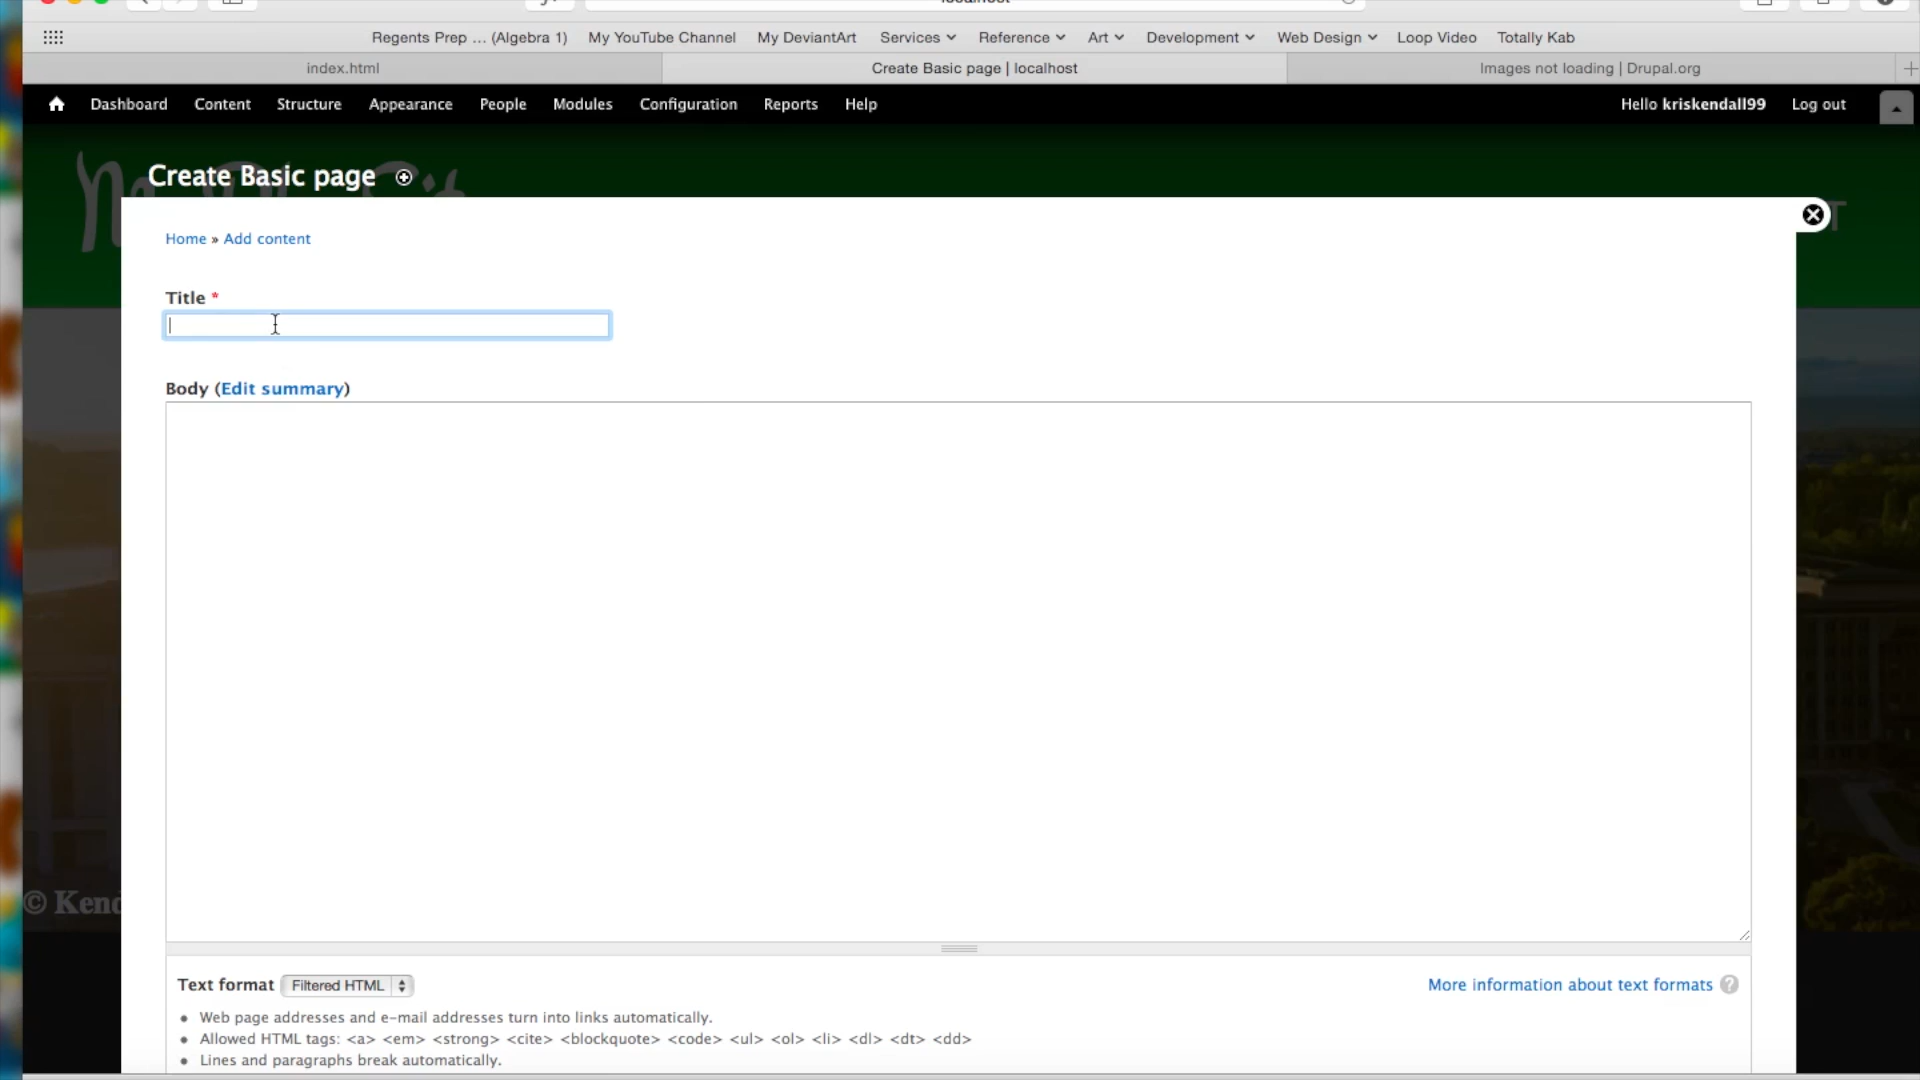 Regents Prep ... (Algebra 1) My YouTube Channel My DeviantArt Services Reference Art Development Web Design Loop Video Totally Kab
index.html Create Basic page | localhost Images not loading | Drupal.org
Dashboard Content Structure Appearance People Modules Configuration Reports Help Hello kriskendall99 Log out
Create Basic page
Home » Add content
Title *
Body (Edit summary)
© Kend
Text format Filtered HTML More information about text formats ?
Web page addresses and e-mail addresses turn into links automatically.
Allowed HTML tags: <a> <em> <strong> <cite> <blockquote> <code> <ul> <ol> <li> <dl> <dt> <dd>
Lines and paragraphs break automatically.